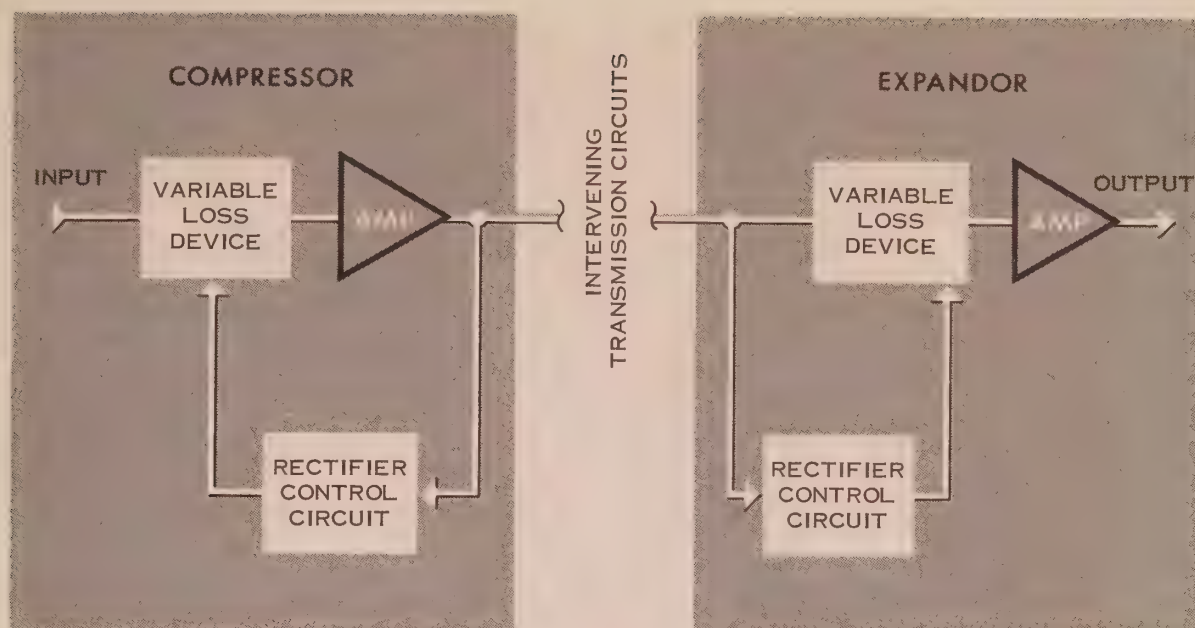 COMPRESSOR
INPUT
VARIABLE
LOSS
DEVICE
AMP
RECTIFIER
CONTROL
CIRCUIT
INTERVENING
TRANSMISSION CIRCUITS
EXPANDOR
VARIABLE
LOSS
DEVICE
AMP
OUTPUT
RECTIFIER
CONTROL
CIRCUIT